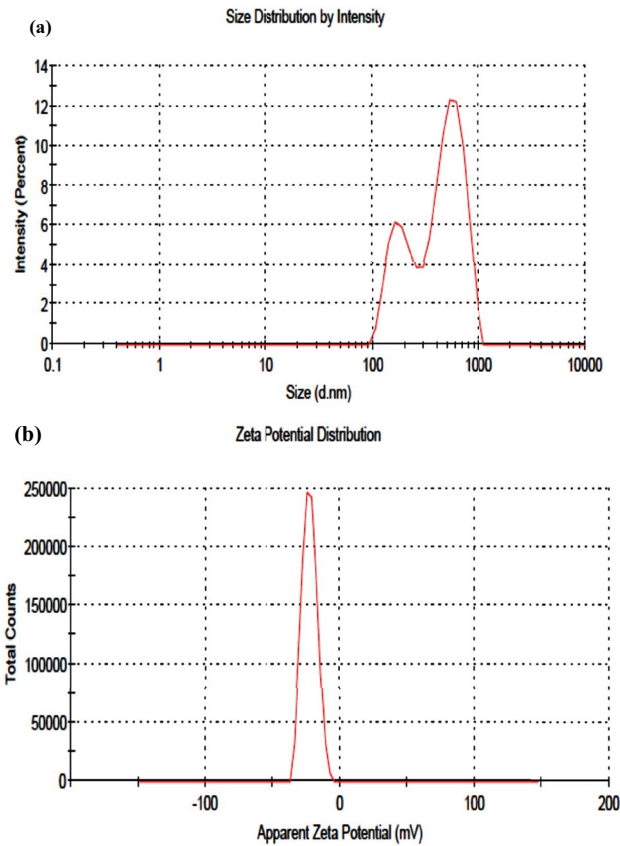 (a)
Size Distribution by Intensity
Intensity (Percent)
14
12
10
8
6
4
2
0
0.1 1 10 100 1000 10000
Size (d.nm)
(b)
Zeta Potential Distribution
Total Counts
250000
200000
150000
100000
50000
0
-100 0 100 200
Apparent Zeta Potential (mV)